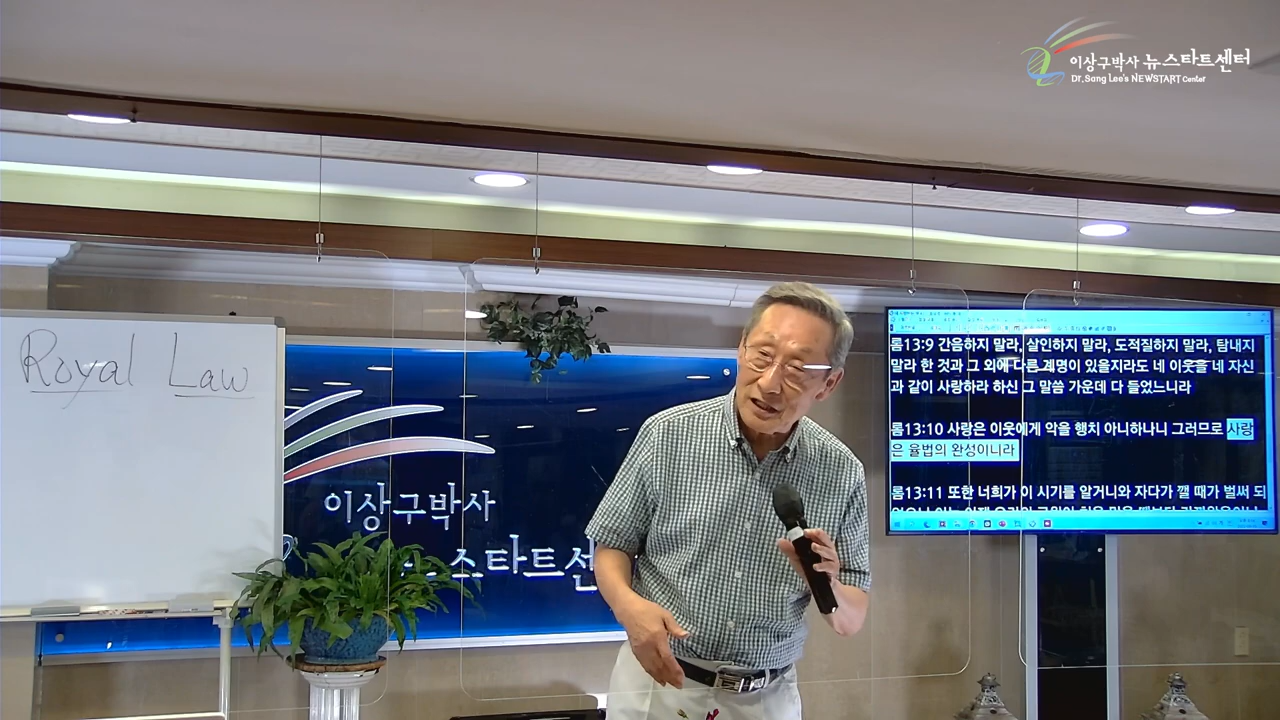 이상구박사 뉴스타트센터
Dr. Sang Lee's NEWSTART Center
Royal Law
이상구박사
스타트센
롬13:9 간음하지 말라, 살인하지 말라, 도적질하지 말라, 탐내지
말라 한 것과 그 외에 다른 계명이 있을지라도 네 이웃을 네 자신
과 같이 사랑하라 하신 그 말씀 가운데 다 들었느니라
롬13:10 사랑은 이웃에게 악을 행치 아니하나니 그러므로 사랑
은 율법의 완성이니라
롬13:11 또한 너희가 이 시기를 알거니와 자다가 깰 때가 벌써 되